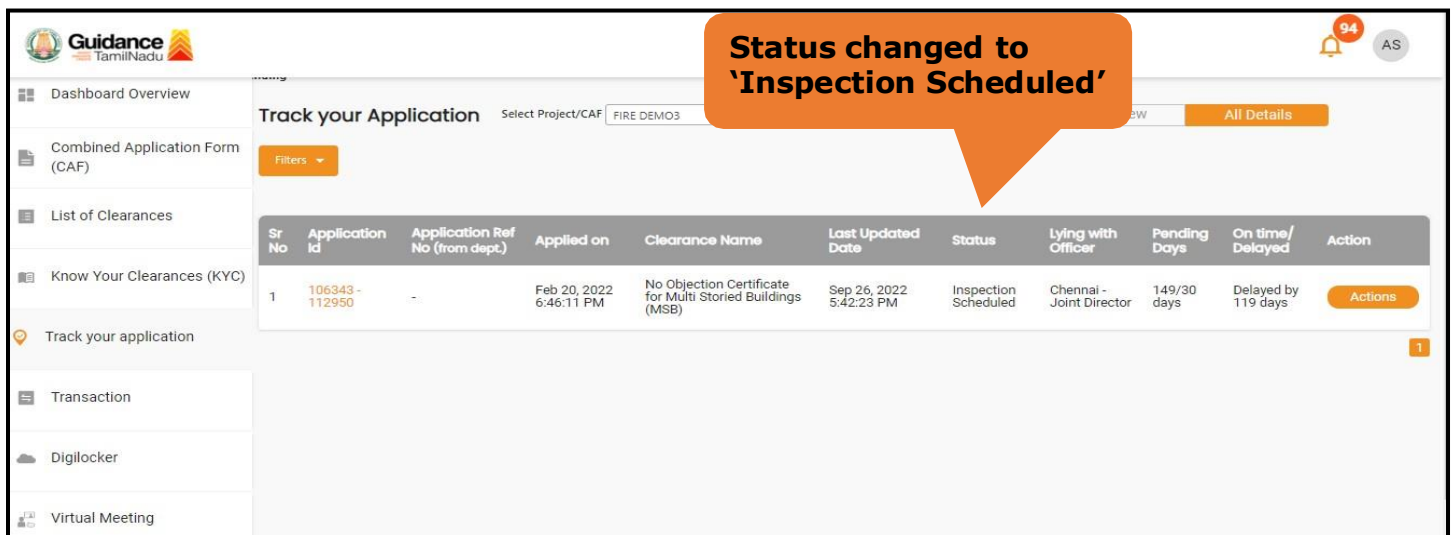 Guidance
TamilNadu
Status changed to
‘Inspection Scheduled’
94
AS
Dashboard Overview
Combined Application Form
(CAF)
List of Clearances
Know Your Clearances (KYC)
Track your application
Transaction
Digilocker
Virtual Meeting
Track your Application Select Project/CAF FIRE DEMO3 All Details
Filters
Sr No Application Id Application Ref No (from dept.) Applied on Clearance Name Last Updated Date Status Lying with Officer Pending Days On time/ Delayed Action
1 106343 - 112950 - Feb 20, 2022 6:46:11 PM No Objection Certificate for Multi Storied Buildings (MSB) Sep 26, 2022 5:42:23 PM Inspection Scheduled Chennai - Joint Director 149/30 days Delayed by 119 days Actions
1